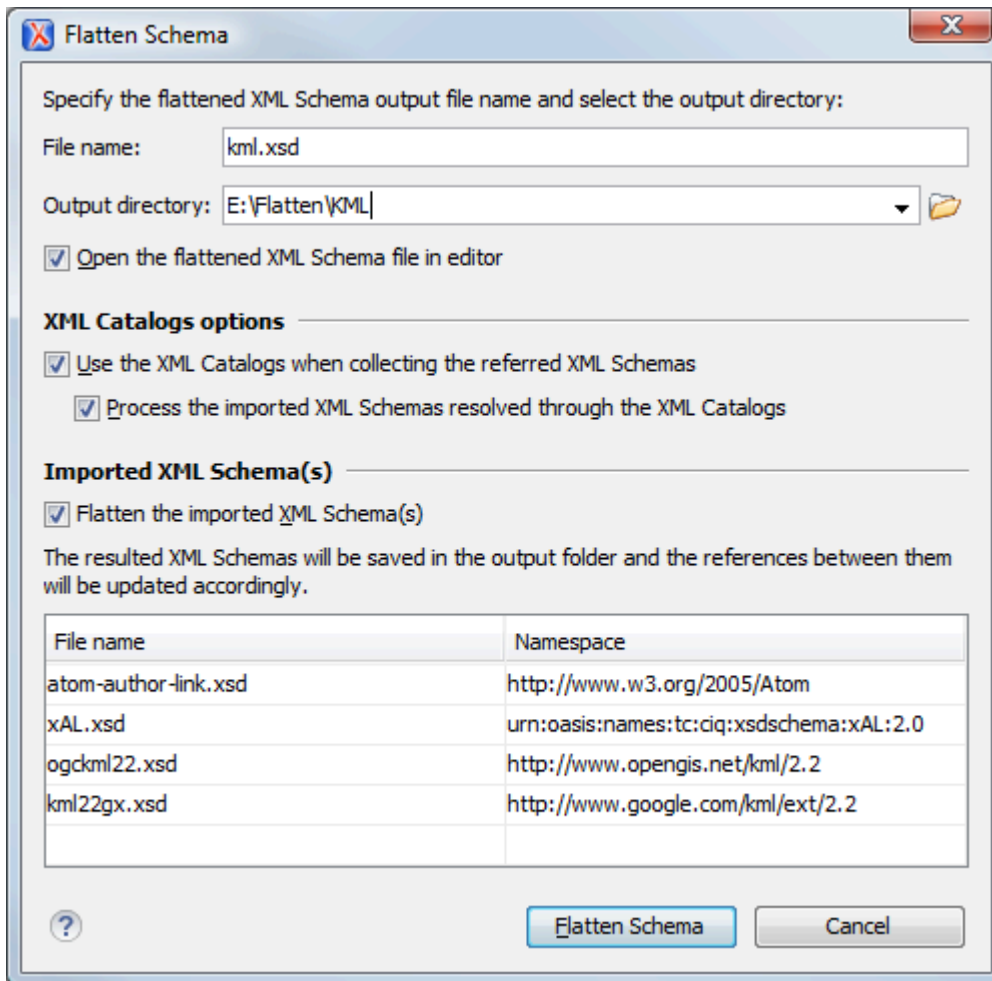 Flatten Schema
Specify the flattened XML Schema output file name and select the output directory:
File name: kml.xsd
Output directory: E:\Flatten\KML
Open the flattened XML Schema file in editor
XML Catalogs options
Use the XML Catalogs when collecting the referred XML Schemas
Process the imported XML Schemas resolved through the XML Catalogs
Imported XML Schema(s)
Flatten the imported XML Schema(s)
The resulted XML Schemas will be saved in the output folder and the references between them
will be updated accordingly.
File name Namespace
atom-author-link.xsd http://www.w3.org/2005/Atom
xAL.xsd urn:oasis:names:tc:ciq:xsdschema:xAL:2.0
ogckml22.xsd http://www.opengis.net/kml/2.2
kml22gx.xsd http://www.google.com/kml/ext/2.2
? Flatten Schema Cancel